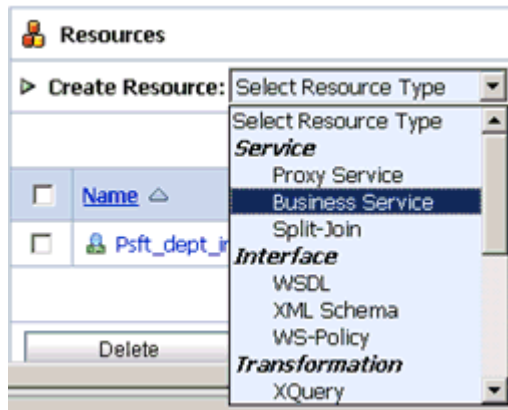 Resources
Create Resource: Select Resource Type
Select Resource Type
Service
Proxy Service
Business Service
Split-Join
Interface
WSDL
XML Schema
WS-Policy
Transformation
XQuery
Name
Psft_dept_i
Delete